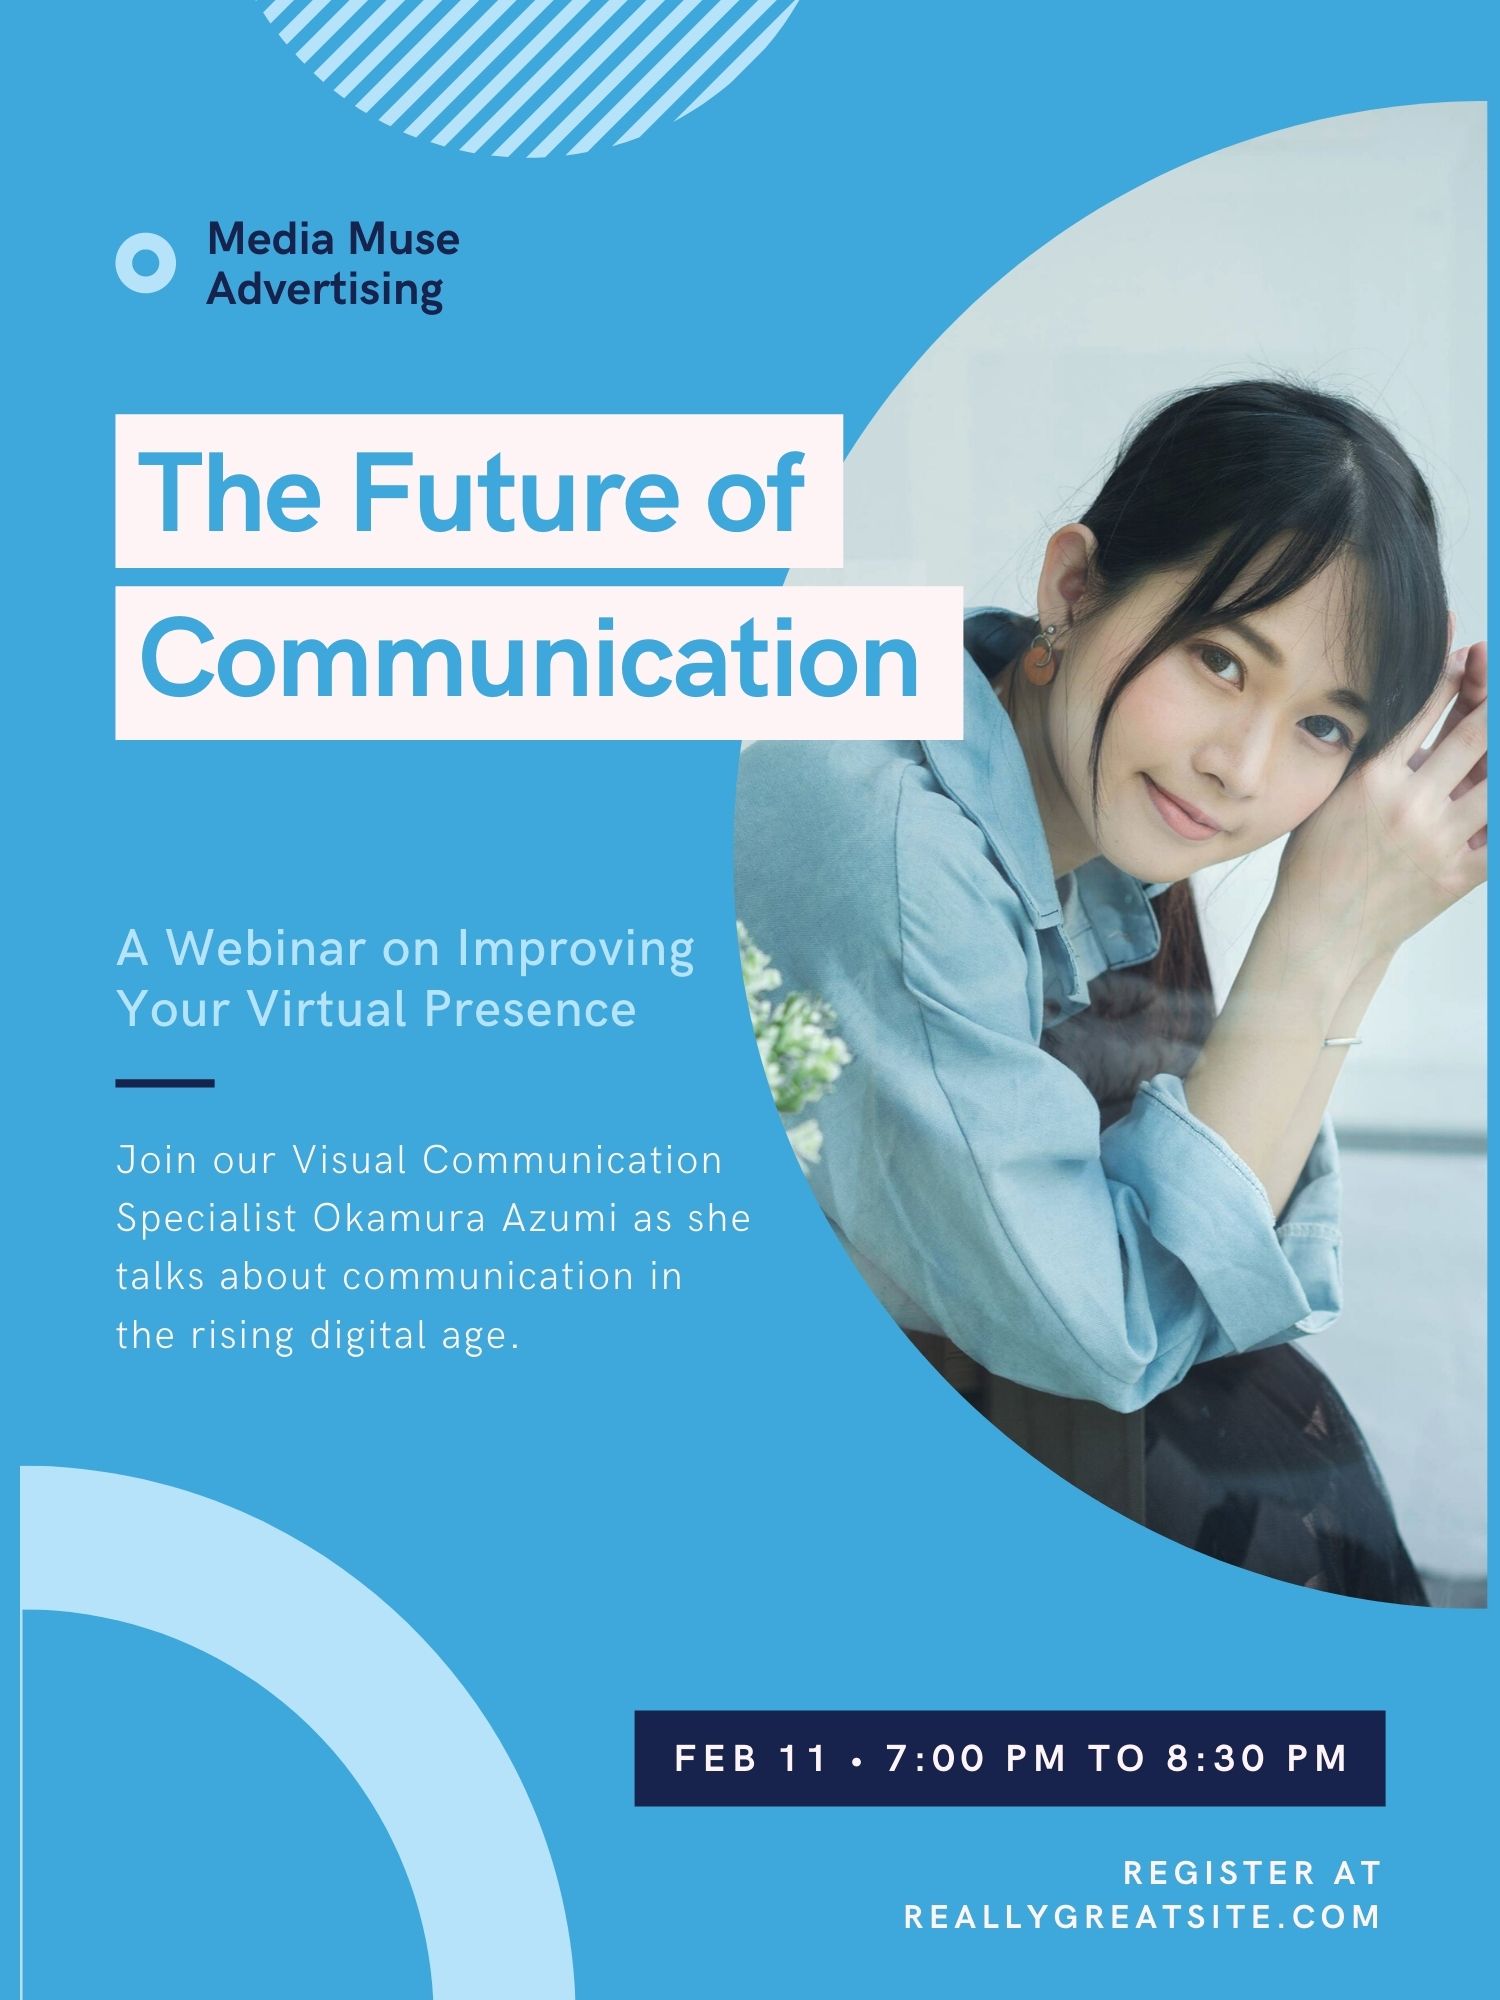 Media Muse
Advertising
The Future of
Communication
A Webinar on Improving
Your Virtual Presence
Join our Visual Communication
Specialist Okamura Azumi as she
talks about communication in
the rising digital age.
FEB 11 • 7:00 PM TO 8:30 PM
REGISTER AT
REALLYGREATSITE.COM